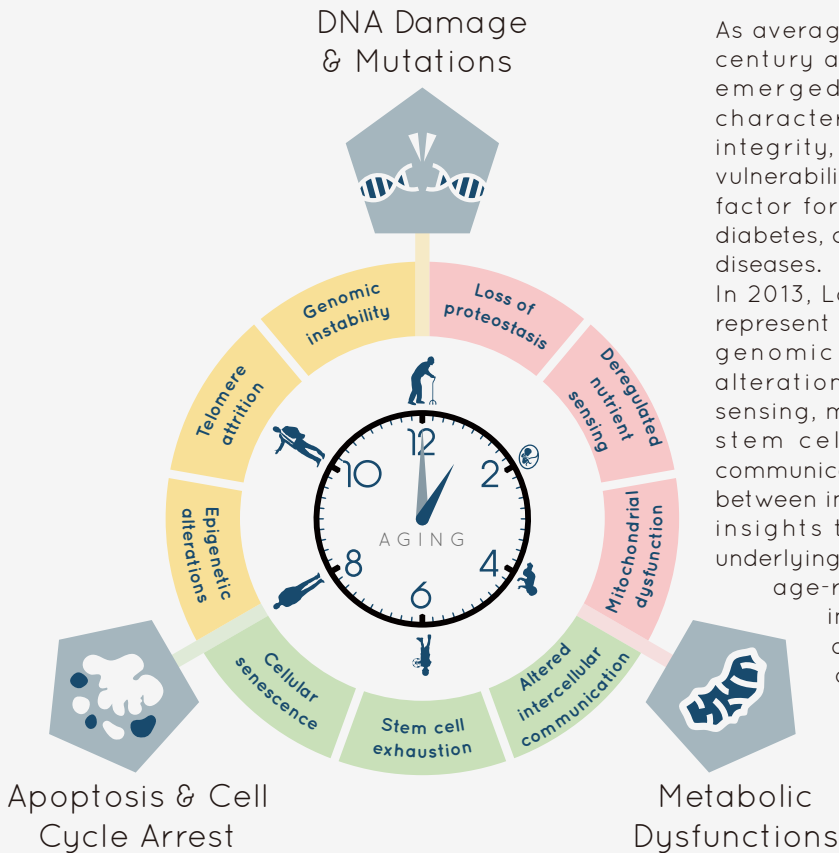 DNA Damage
& Mutations
Genomic
instability
Loss of
proteostasis
Telomere
attrition
Deregulated
nutrient
sensing
Epigenetic
alterations
Mitochondrial
dysfunction
Cellular
senescence
Stem cell
exhaustion
Altered
intercellular
communication
12
2
4
6
8
10
AGING
Apoptosis & Cell
Cycle Arrest
Metabolic
Dysfunctions
As averag
century a
emerged
character
integrity,
vulnerabili
factor for
diabetes, c
diseases.
In 2013, Lo
represent
genomic
alteration
sensing, m
stem cel
communica
between in
insights t
underlying
age-r
in